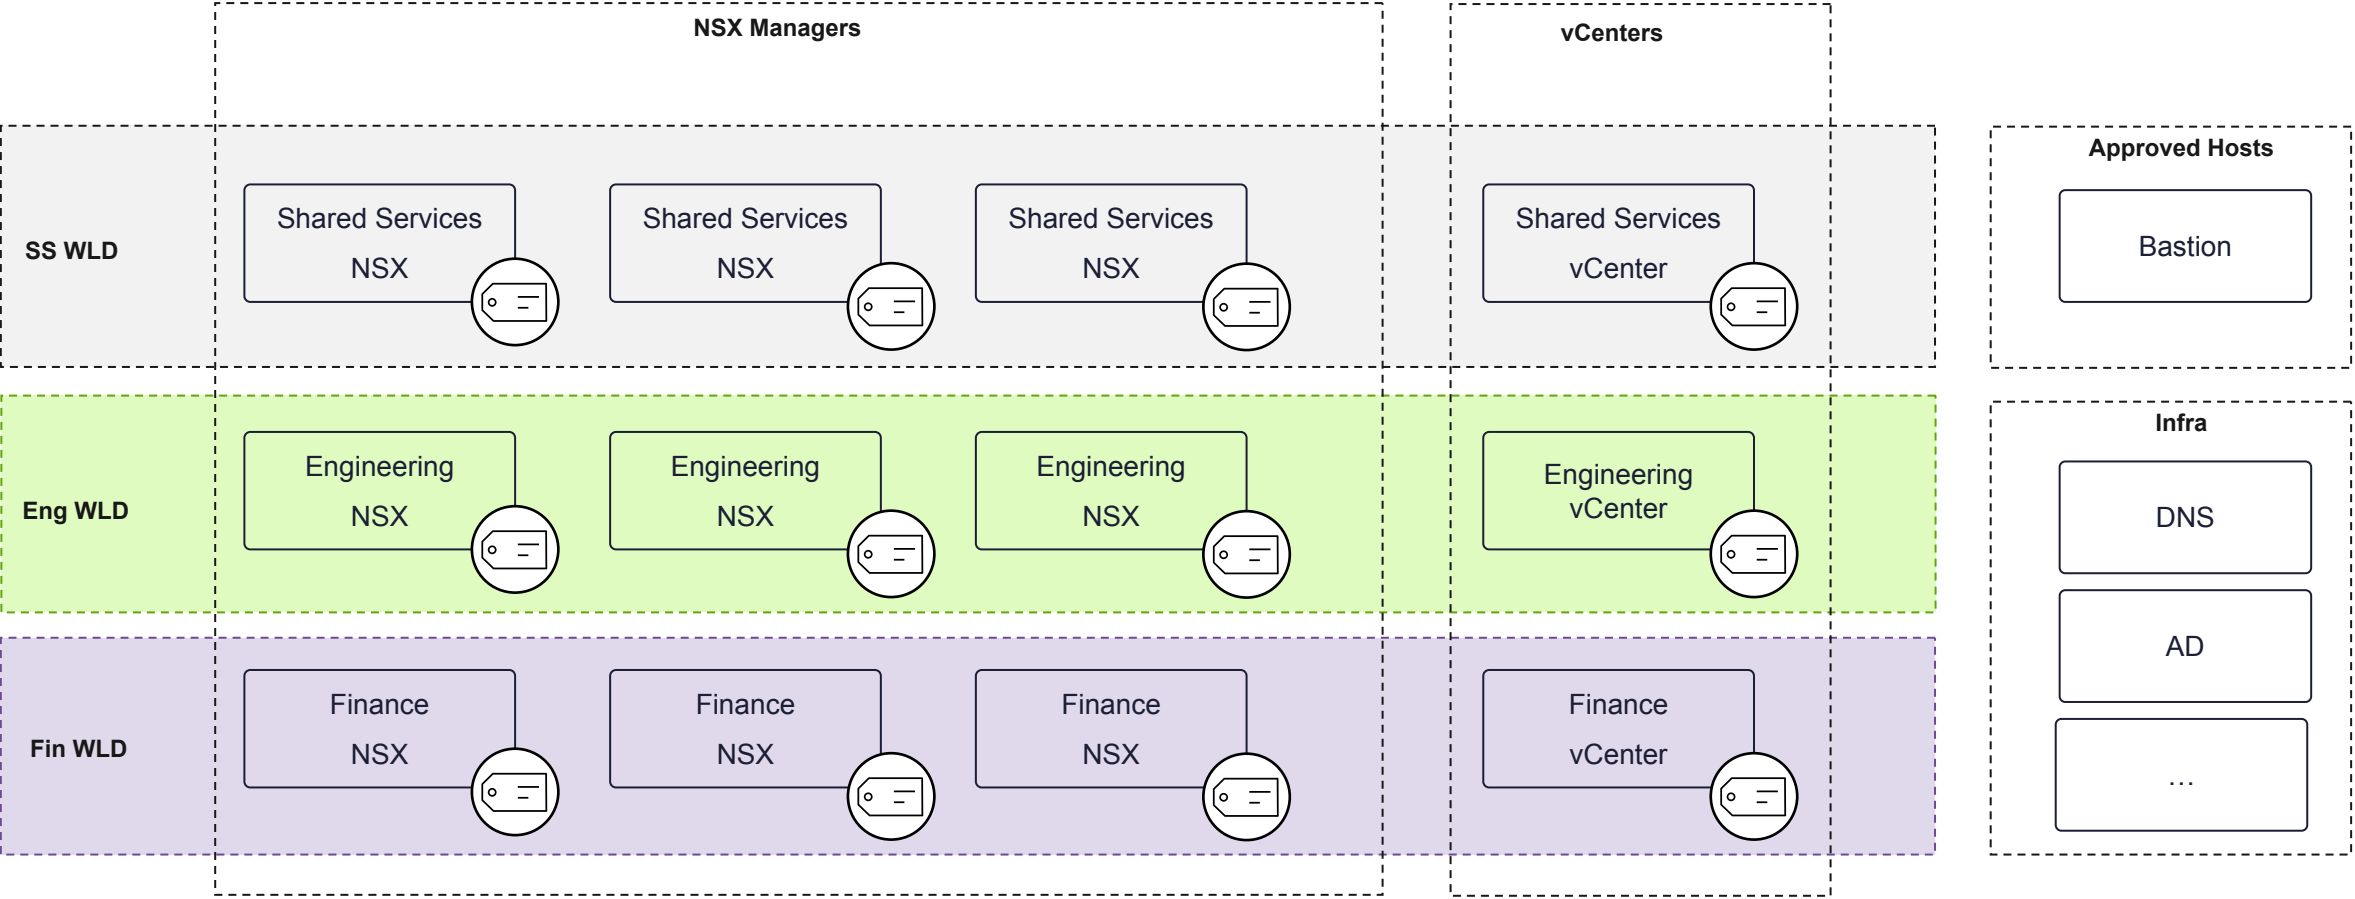 NSX Managers
vCenters
Approved Hosts
SS WLD
Shared Services
NSX
Shared Services
NSX
Shared Services
NSX
Shared Services
vCenter
Bastion
Infra
Eng WLD
Engineering
NSX
Engineering
NSX
Engineering
NSX
Engineering
vCenter
DNS
AD
Fin WLD
Finance
NSX
Finance
NSX
Finance
NSX
Finance
vCenter
…